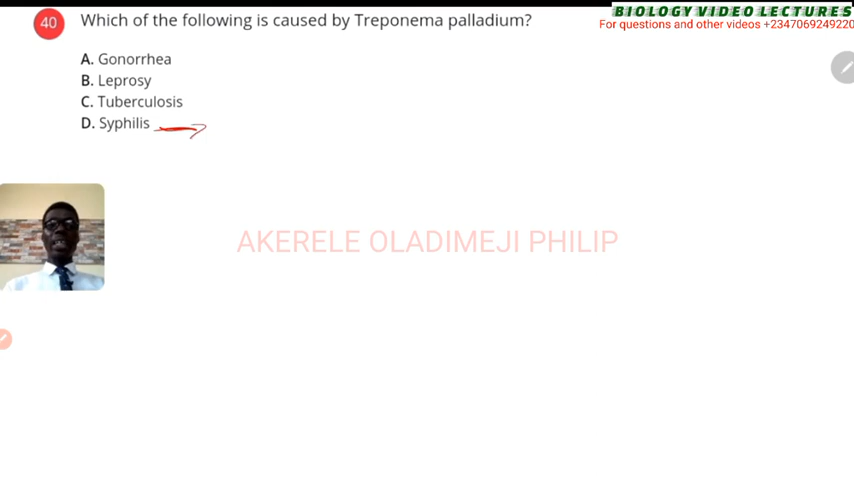 BIOLOGY VIDEO LECTURES
40 Which of the following is caused by Treponema palladium?
For questions and other videos +2347069249220
A. Gonorrhea
B. Leprosy
C. Tuberculosis
D. Syphilis
AKERELE OLADIMEJI PHILIP